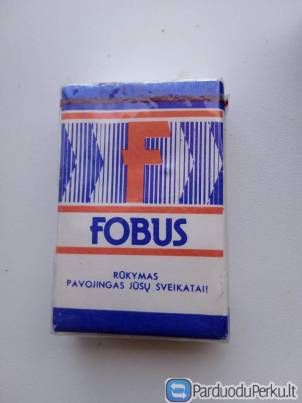 F
FOBUS
RŪKYMAS
PAVOJINGAS JŪSŲ SVEIKATAI!
ParduoduPerku.lt